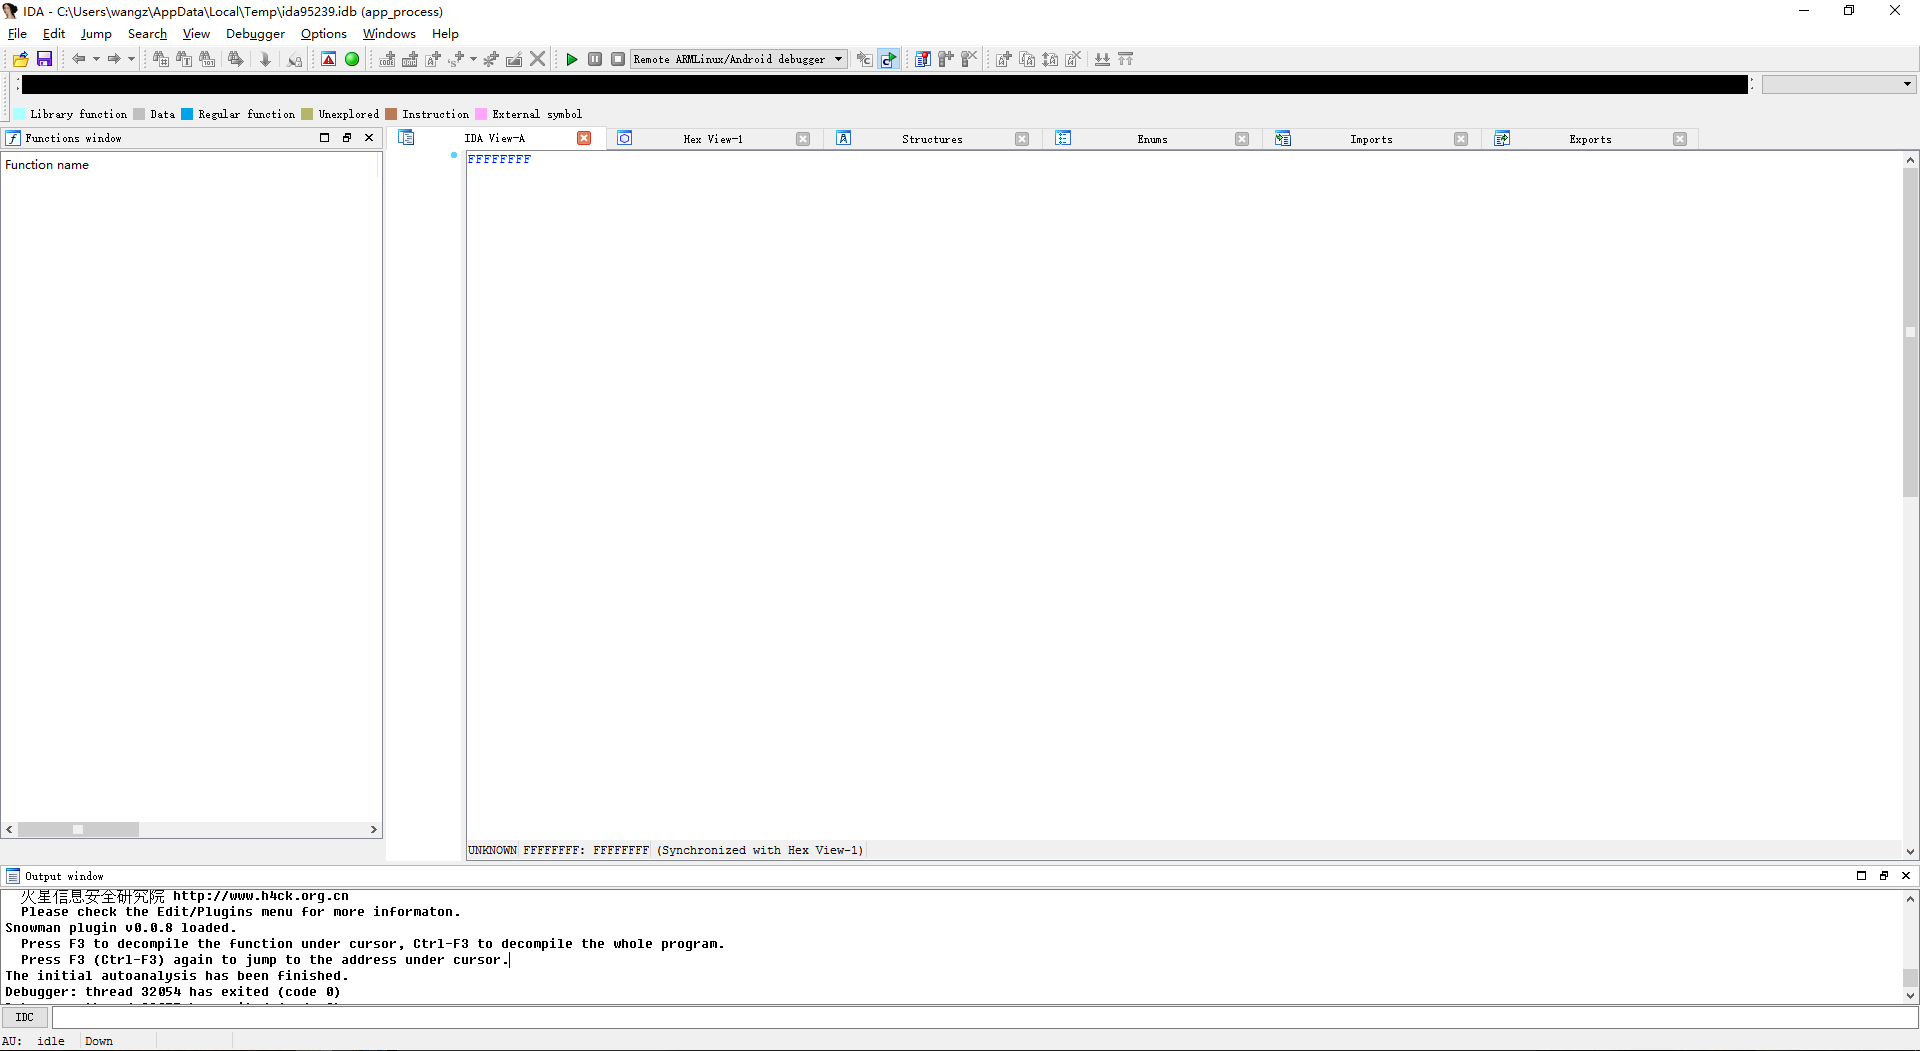 IDA - C:\Users\wangz\AppData\Local\Temp\ida95239.idb (app_process)
File Edit Jump Search View Debugger Options Windows Help
Remote ARMLinux/Android debugger
Library function Data Regular function Unexplored Instruction External symbol
Functions window
IDA View-A Hex View-1 Structures Enums Imports Exports
Function name
FFFFFFFF
UNKNOWN FFFFFFFF: FFFFFFFF (Synchronized with Hex View-1)
Output window
火星信息安全研究院 http://www.h4ck.org.cn
Please check the Edit/Plugins menu for more informaton.
Snowman plugin v0.0.8 loaded.
Press F3 to decompile the function under cursor, Ctrl-F3 to decompile the whole program.
Press F3 (Ctrl-F3) again to jump to the address under cursor.
The initial autoanalysis has been finished.
Debugger: thread 32054 has exited (code 0)
IDC
AU: idle Down